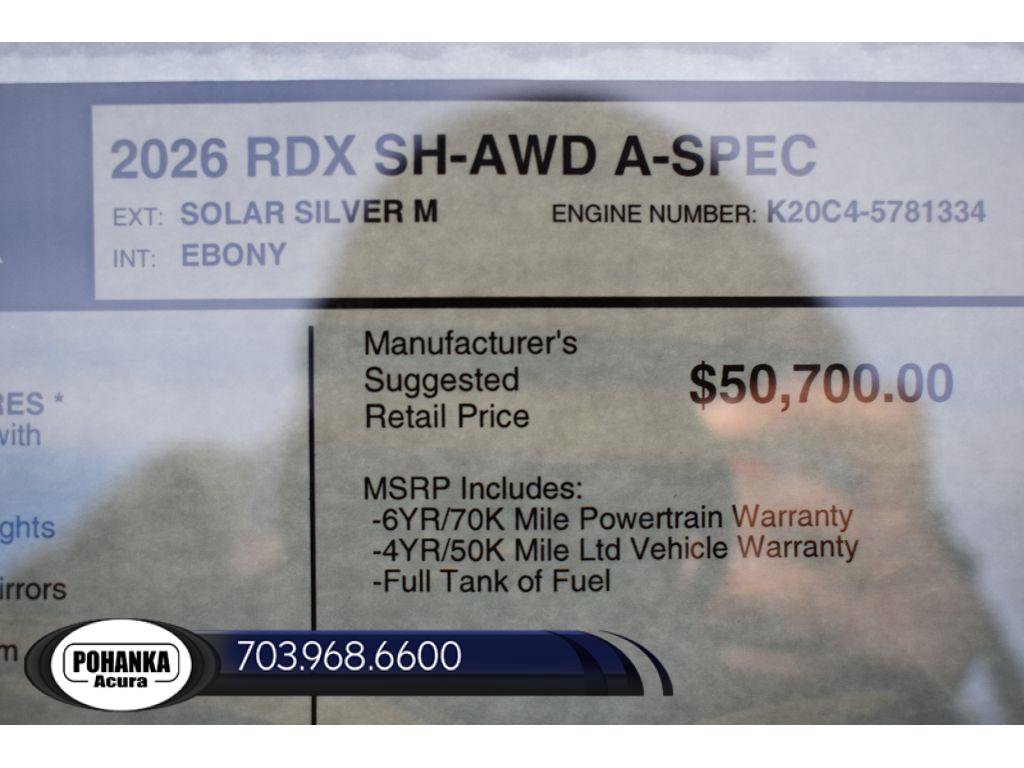 2026 RDX SH-AWD A-SPEC
EXT: SOLAR SILVER M ENGINE NUMBER: K20C4-5781334
INT: EBONY
Manufacturer's
Suggested
Retail Price
$50,700.00
RES *
with
MSRP Includes:
-6YR/70K Mile Powertrain Warranty
ghts
-4YR/50K Mile Ltd Vehicle Warranty
-Full Tank of Fuel
irrors
m
POHANKA
Acura
703.968.6600